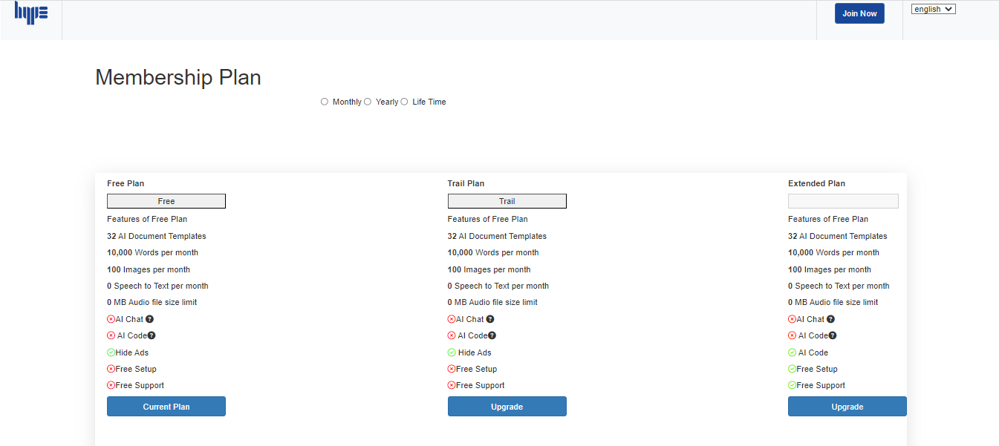 hype
Join Now
english
Membership Plan
Monthly Yearly Life Time
Free Plan
Free
Features of Free Plan
32 AI Document Templates
10,000 Words per month
100 Images per month
0 Speech to Text per month
0 MB Audio file size limit
AI Chat ?
AI Code ?
Hide Ads
Free Setup
Free Support
Current Plan
Trail Plan
Trail
Features of Free Plan
32 AI Document Templates
10,000 Words per month
100 Images per month
0 Speech to Text per month
0 MB Audio file size limit
AI Chat ?
AI Code ?
Hide Ads
Free Setup
Free Support
Upgrade
Extended Plan
Features of Free Plan
32 AI Document Templates
10,000 Words per month
100 Images per month
0 Speech to Text per month
0 MB Audio file size limit
AI Chat ?
AI Code ?
AI Code
Free Setup
Free Support
Upgrade